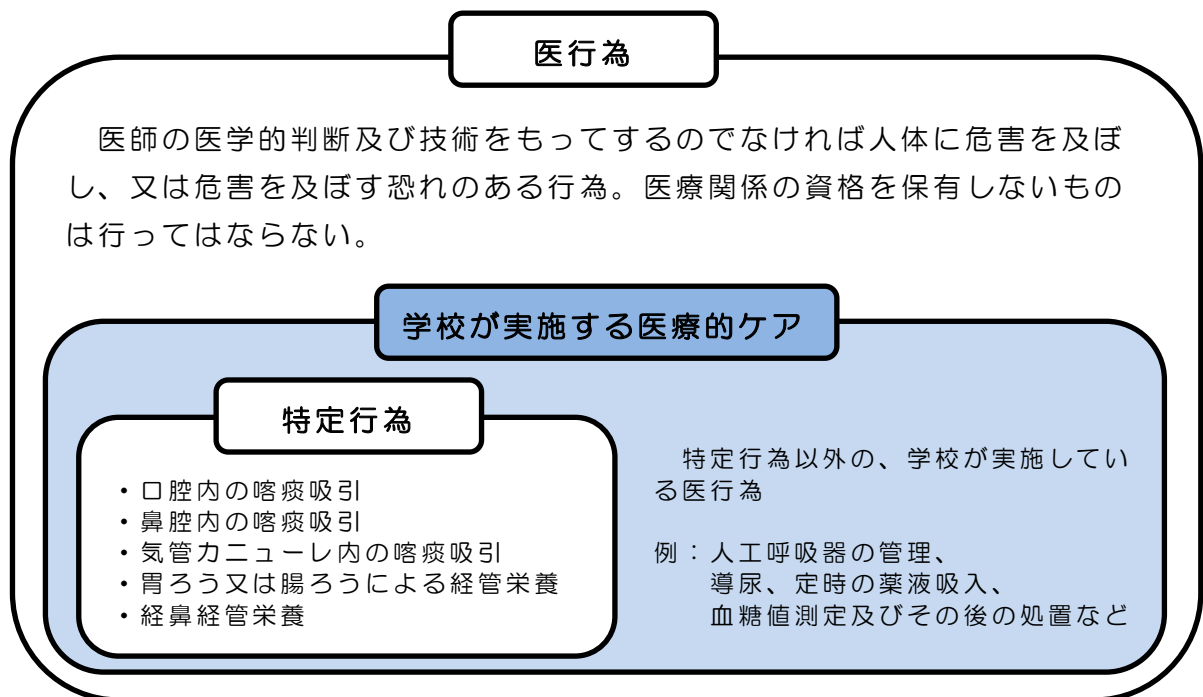 医行為
医師の医学的判断及び技術をもってするのでなければ人体に危害を及ぼ
し、又は危害を及ぼす恐れのある行為。医療関係の資格を保有しないもの
は行ってはならない。
学校が実施する医療的ケア
特定行為
・口腔内の喀痰吸引
・鼻腔内の喀痰吸引
・気管カニューレ内の喀痰吸引
・胃ろう又は腸ろうによる経管栄養
・経鼻経管栄養
特定行為以外の、学校が実施してい
る医行為
例：人工呼吸器の管理、
導尿、定時の薬液吸入、
血糖値測定及びその後の処置など